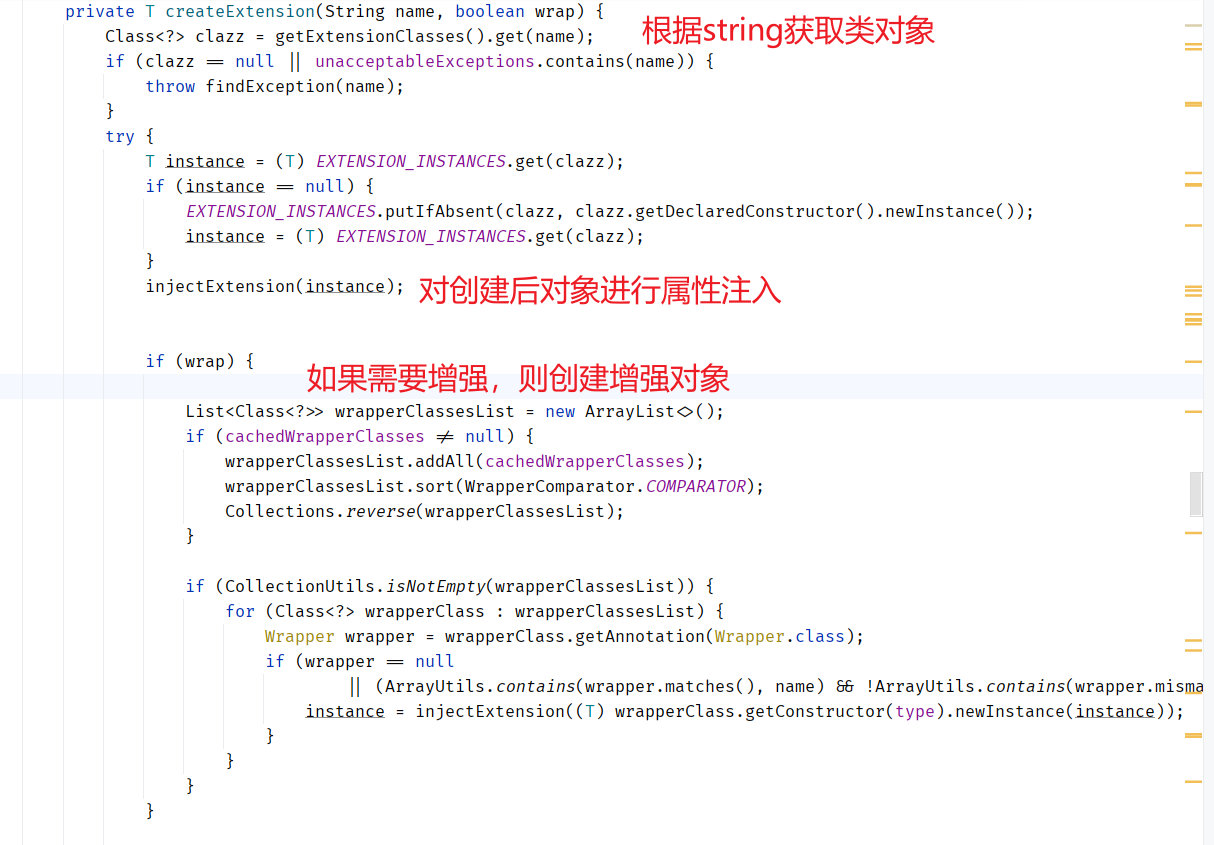 private T createExtension(String name, boolean wrap) {
Class<?> clazz = getExtensionClasses().get(name);
根据string获取类对象
if (clazz == null || unacceptableExceptions.contains(name)) {
throw findException(name);
}
try {
T instance = (T) EXTENSION_INSTANCES.get(clazz);
if (instance == null) {
EXTENSION_INSTANCES.putIfAbsent(clazz, clazz.getDeclaredConstructor().newInstance());
instance = (T) EXTENSION_INSTANCES.get(clazz);
}
injectExtension(instance);
对创建后对象进行属性注入
if (wrap) {
如果需要增强，则创建增强对象
List<Class<?>> wrapperClassesList = new ArrayList<>();
if (cachedWrapperClasses != null) {
wrapperClassesList.addAll(cachedWrapperClasses);
wrapperClassesList.sort(WrapperComparator.COMPARATOR);
Collections.reverse(wrapperClassesList);
}
if (CollectionUtils.isNotEmpty(wrapperClassesList)) {
for (Class<?> wrapperClass : wrapperClassesList) {
Wrapper wrapper = wrapperClass.getAnnotation(Wrapper.class);
if (wrapper == null
|| (ArrayUtils.contains(wrapper.matches(), name) && !ArrayUtils.contains(wrapper.misma
instance = injectExtension((T) wrapperClass.getConstructor(type).newInstance(instance));
}
}
}
}